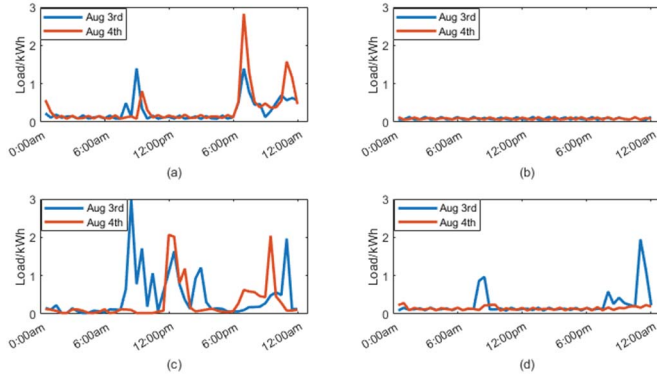 3
Aug 3rd
Aug 4th
2
1
0
Load/kWh
0:00am
6:00am
12:00pm
6:00pm
12:00am
(a)
3
Aug 3rd
Aug 4th
2
1
0
Load/kWh
0:00am
6:00am
12:00pm
6:00pm
12:00am
(b)
3
Aug 3rd
Aug 4th
2
1
0
Load/kWh
0:00am
6:00am
12:00pm
6:00pm
12:00am
(c)
3
Aug 3rd
Aug 4th
2
1
0
Load/kWh
0:00am
6:00am
12:00pm
6:00pm
12:00am
(d)